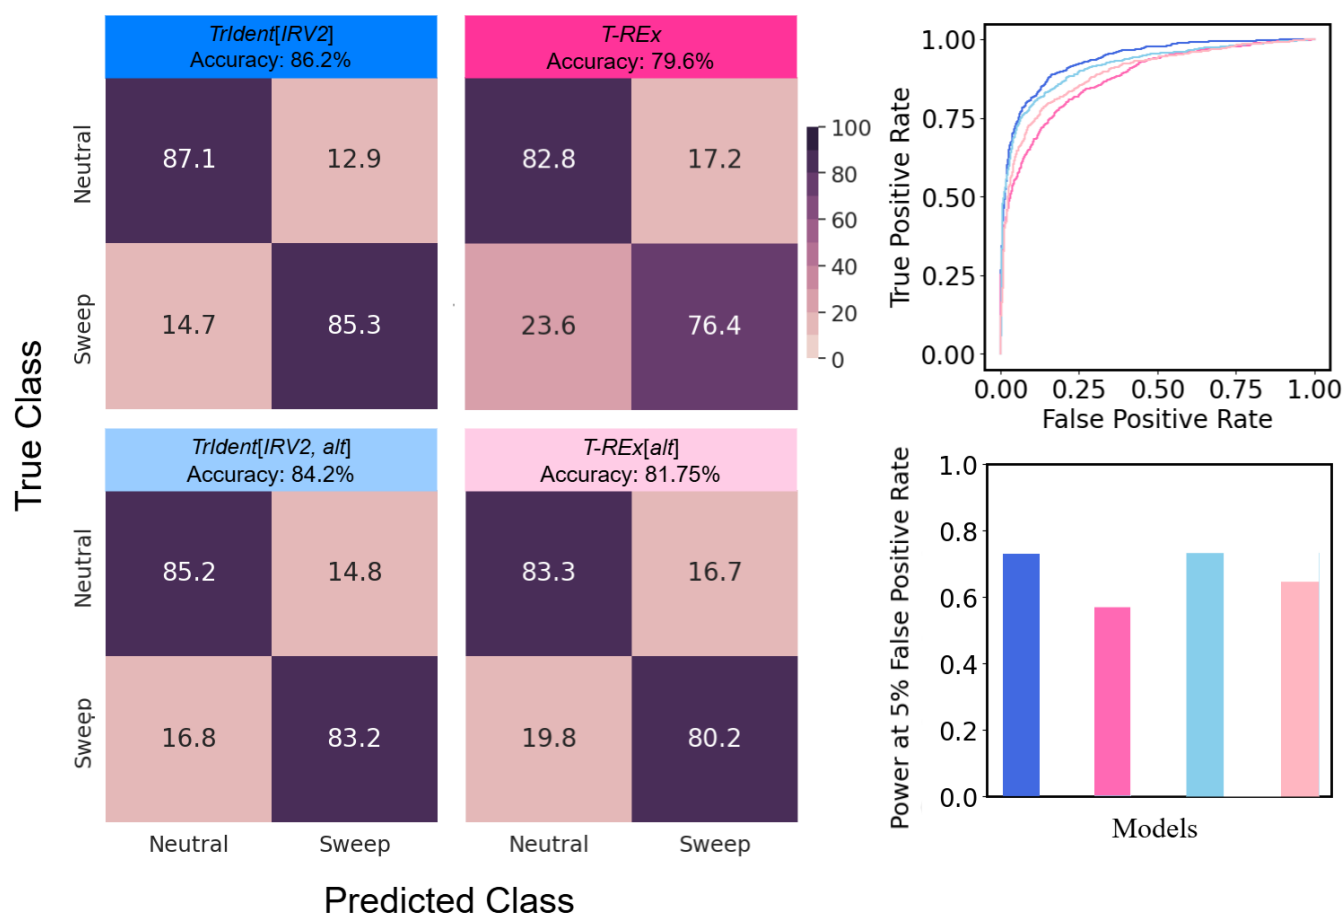 TrIdent[IRV2]
Accuracy: 86.2%
T-REx
Accuracy: 79.6%
Neutral
87.1
12.9
82.8
17.2
Sweep
14.7
85.3
23.6
76.4
100
80
60
40
20
0
True Class
TrIdent[IRV2, alt]
Accuracy: 84.2%
T-REx[alt]
Accuracy: 81.75%
Neutral
85.2
14.8
83.3
16.7
Sweep
16.8
83.2
19.8
80.2
Neutral
Sweep
Neutral
Sweep
Predicted Class
True Positive Rate
1.00
0.75
0.50
0.25
0.00
0.00
0.25
0.50
0.75
1.00
False Positive Rate
Power at 5% False Positive Rate
1.0
0.8
0.6
0.4
0.2
0.0
Models